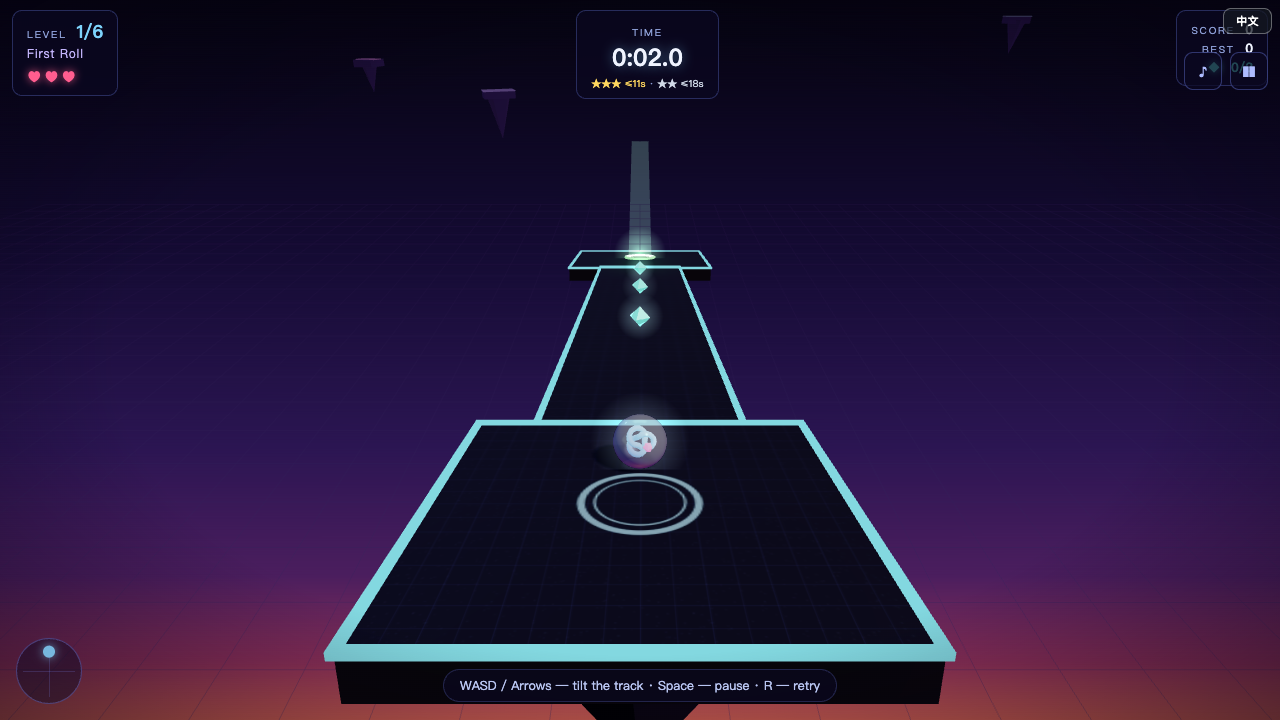 LEVEL 1/6
First Roll
TIME
0:02.0
★★★ ≤11s · ★★ ≤18s
中文
SCORE 0
BEST 0
WASD / Arrows — tilt the track · Space — pause · R — retry